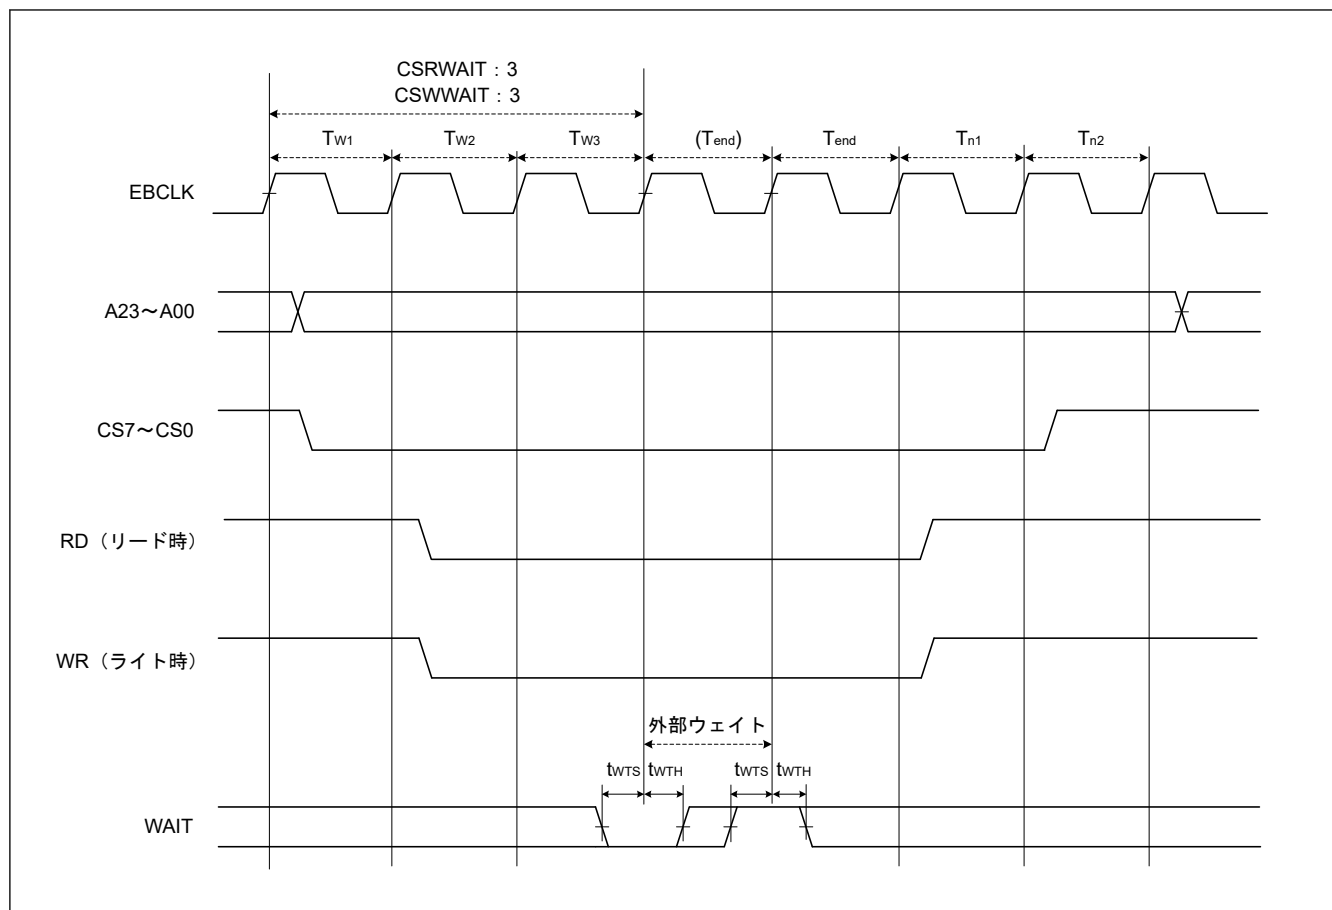 CSRWAIT：3
CSWWAIT：3
TW1 TW2 TW3 (Tend) Tend Tn1 Tn2
EBCLK
A23～A00
CS7～CS0
RD（リード時）
WR（ライト時）
外部ウェイト
tWTS tWTH tWTS tWTH
WAIT